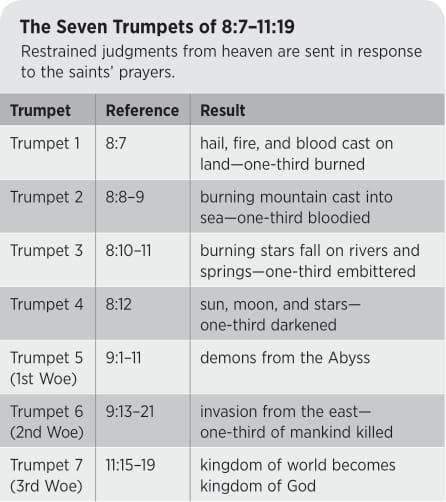 The Seven Trumpets of 8:7–11:19
Restrained judgments from heaven are sent in response
to the saints’ prayers.
Trumpet Reference Result
Trumpet 1 8:7 hail, fire, and blood cast on
land—one-third burned
Trumpet 2 8:8–9 burning mountain cast into
sea—one-third bloodied
Trumpet 3 8:10–11 burning stars fall on rivers and
springs—one-third embittered
Trumpet 4 8:12 sun, moon, and stars—
one-third darkened
Trumpet 5 9:1–11 demons from the Abyss
(1st Woe)
Trumpet 6 9:13–21 invasion from the east—
(2nd Woe) one-third of mankind killed
Trumpet 7 11:15–19 kingdom of world becomes
(3rd Woe) kingdom of God